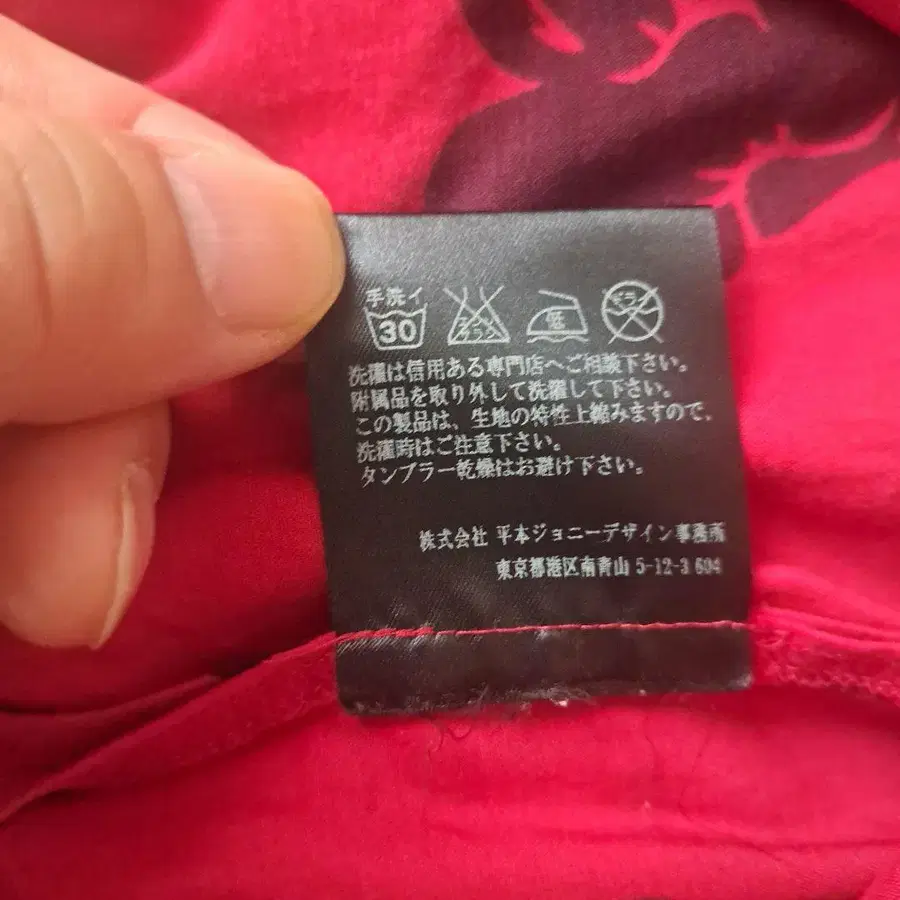 手洗イ
30
ドライ
洗濯は信用ある専門店へご相談下さい。
附属品を取り外して洗濯して下さい。
この製品は、生地の特性上縮みますので、
洗濯時はご注意下さい。
タンブラー乾燥はお避け下さい。
株式会社 平本ジョニーデザイン事務所
東京都港区南青山 5-12-3 604